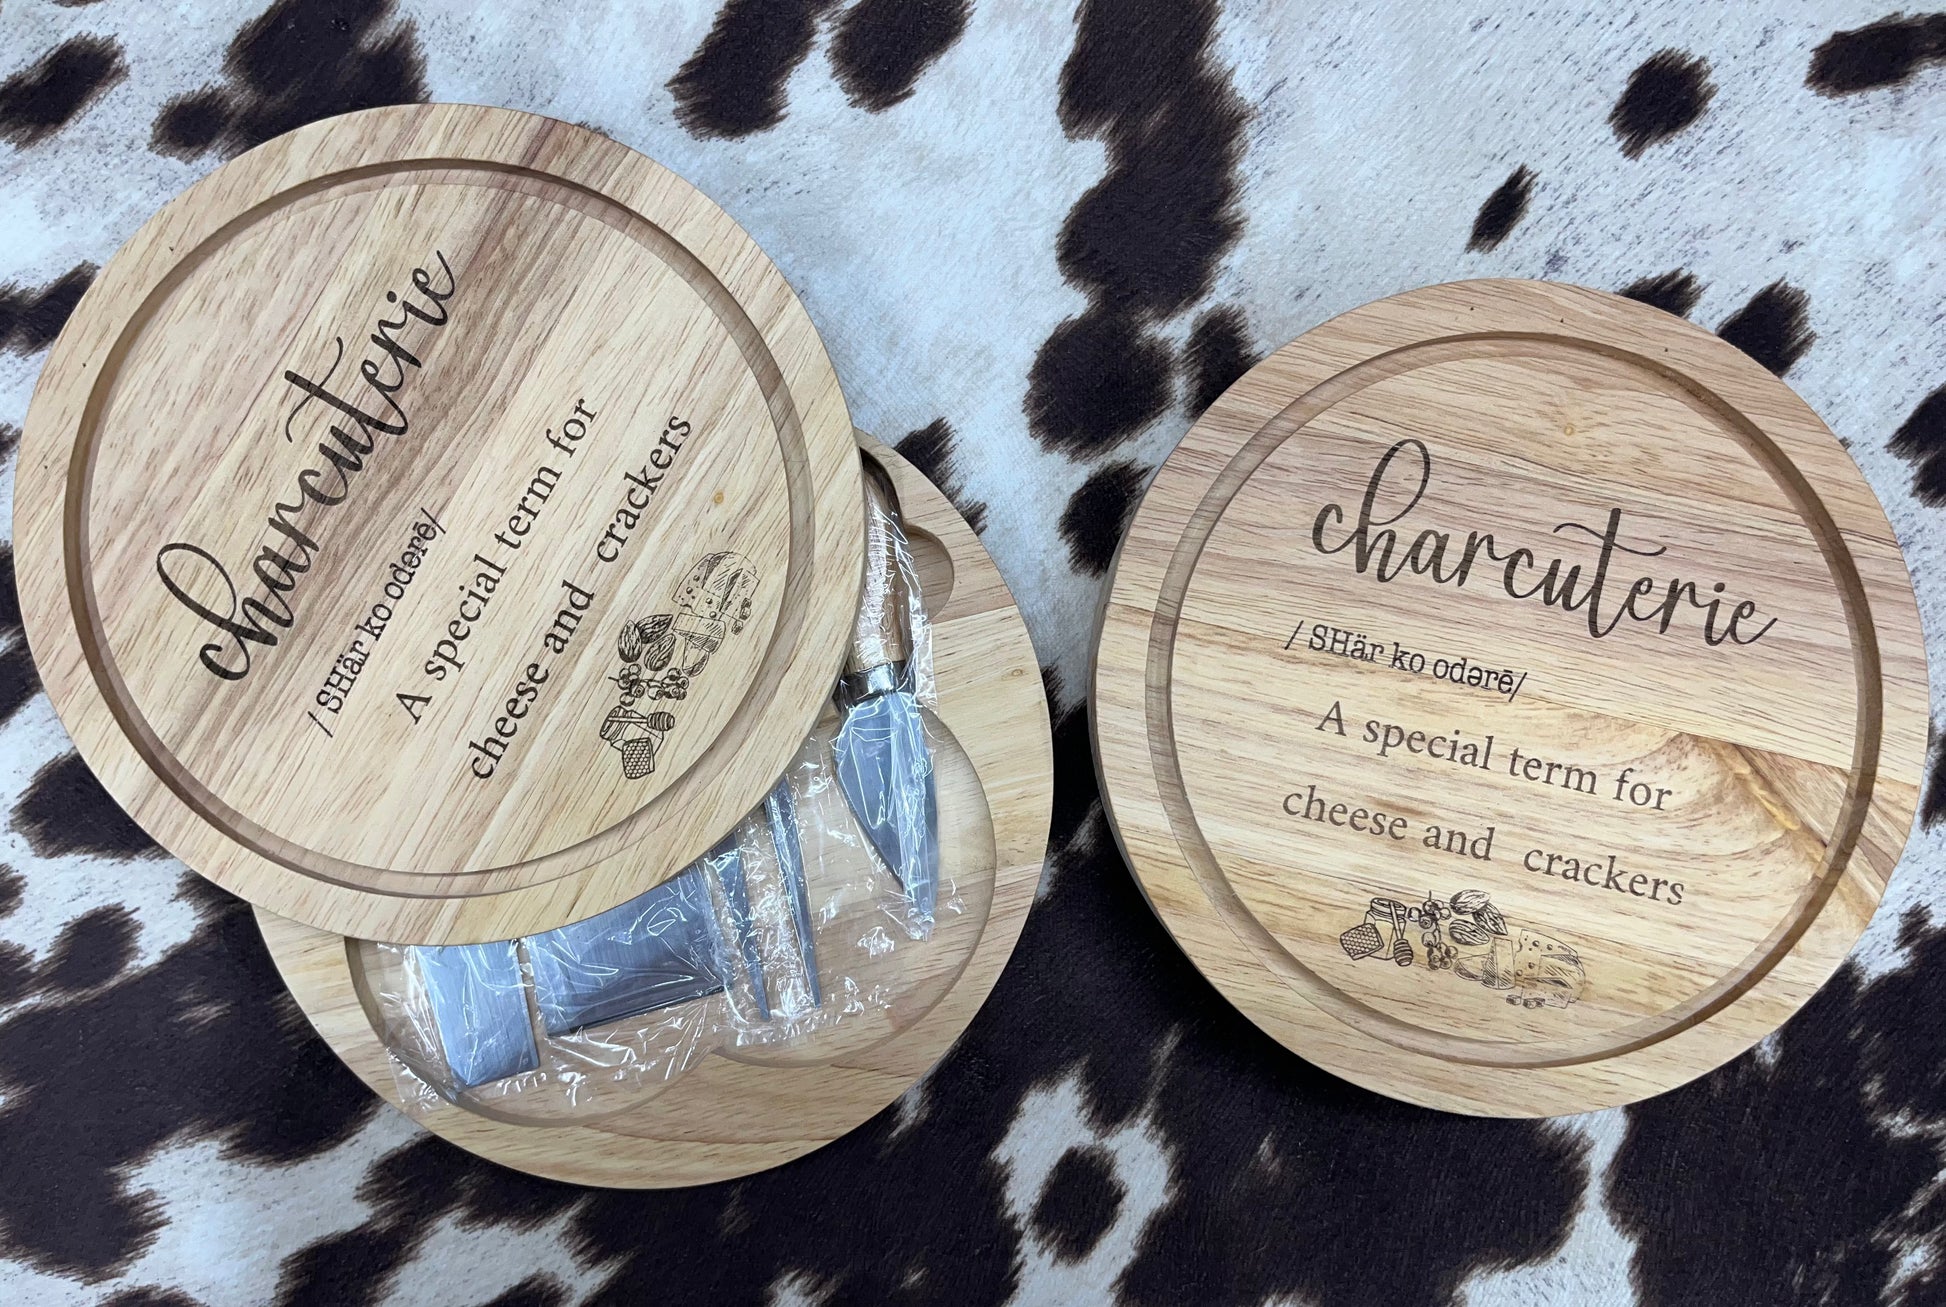 charcuterie
/ SHär ko odərē/
A special term for
cheese and crackers
charcuterie
/ SHär ko odərē/
A special term for
cheese and crackers